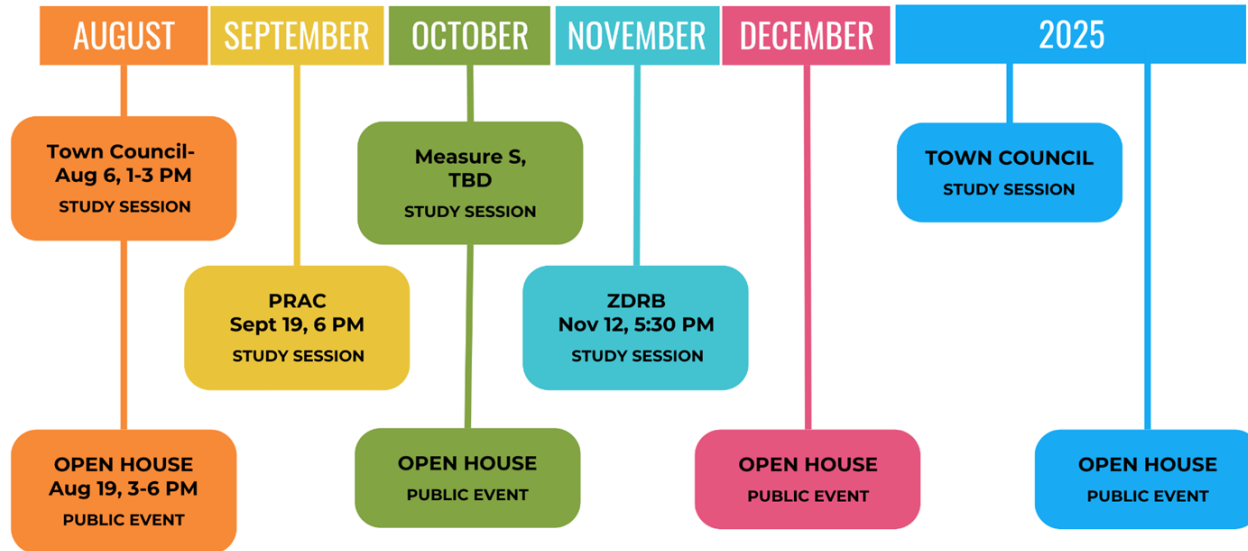 AUGUST
SEPTEMBER
OCTOBER
NOVEMBER
DECEMBER
2025
Town Council-
Aug 6, 1-3 PM
STUDY SESSION
Measure S,
TBD
STUDY SESSION
TOWN COUNCIL
STUDY SESSION
PRAC
Sept 19, 6 PM
STUDY SESSION
ZDRB
Nov 12, 5:30 PM
STUDY SESSION
OPEN HOUSE
Aug 19, 3-6 PM
PUBLIC EVENT
OPEN HOUSE
PUBLIC EVENT
OPEN HOUSE
PUBLIC EVENT
OPEN HOUSE
PUBLIC EVENT